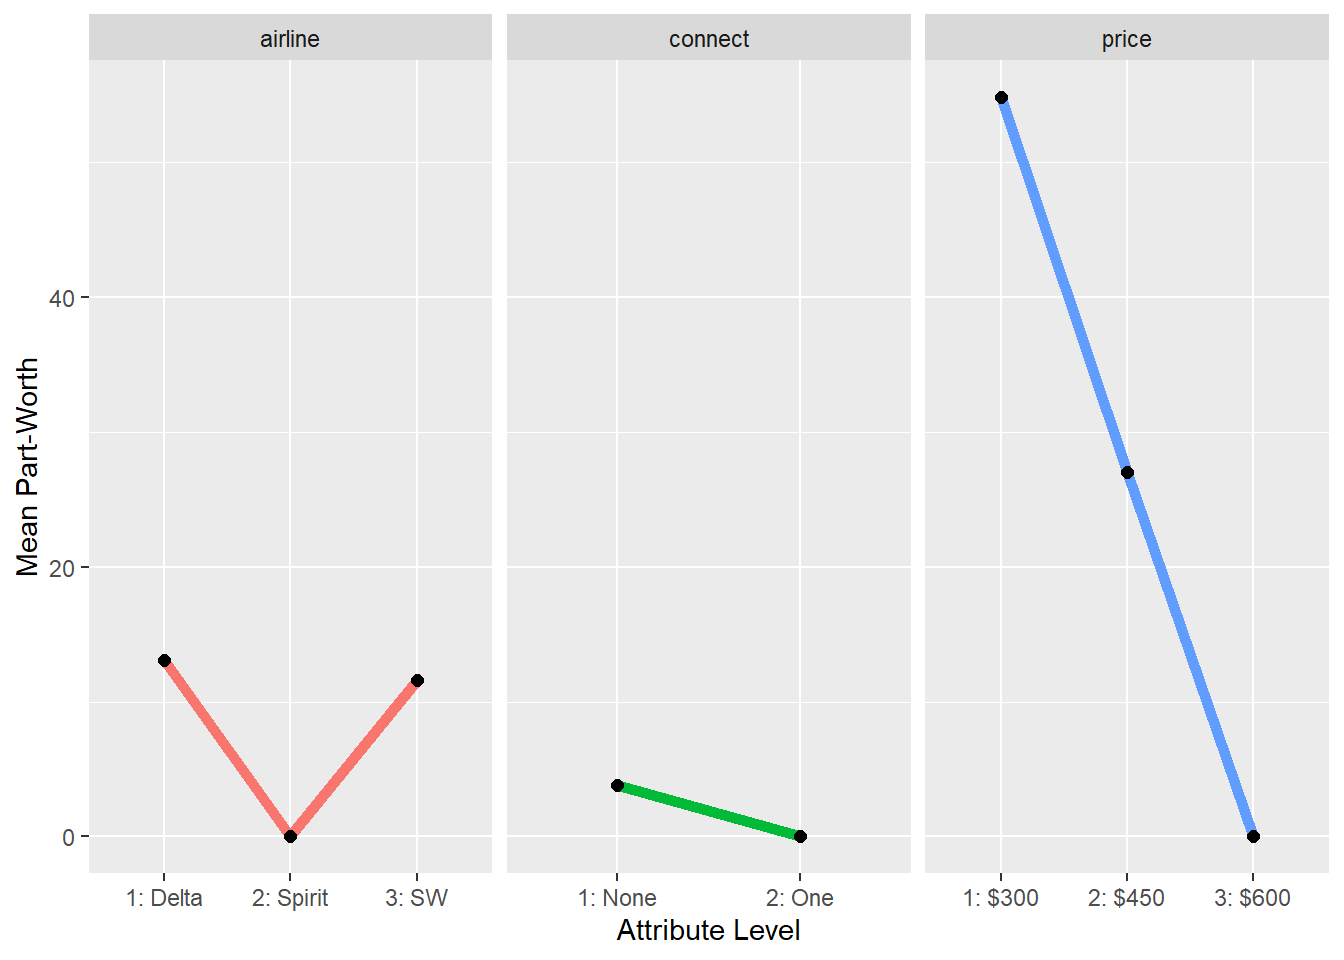 airline connect price
Mean Part-Worth
40
20
0
1: Delta 2: Spirit 3: SW 1: None 2: One 1: $300 2: $450 3: $600
Attribute Level